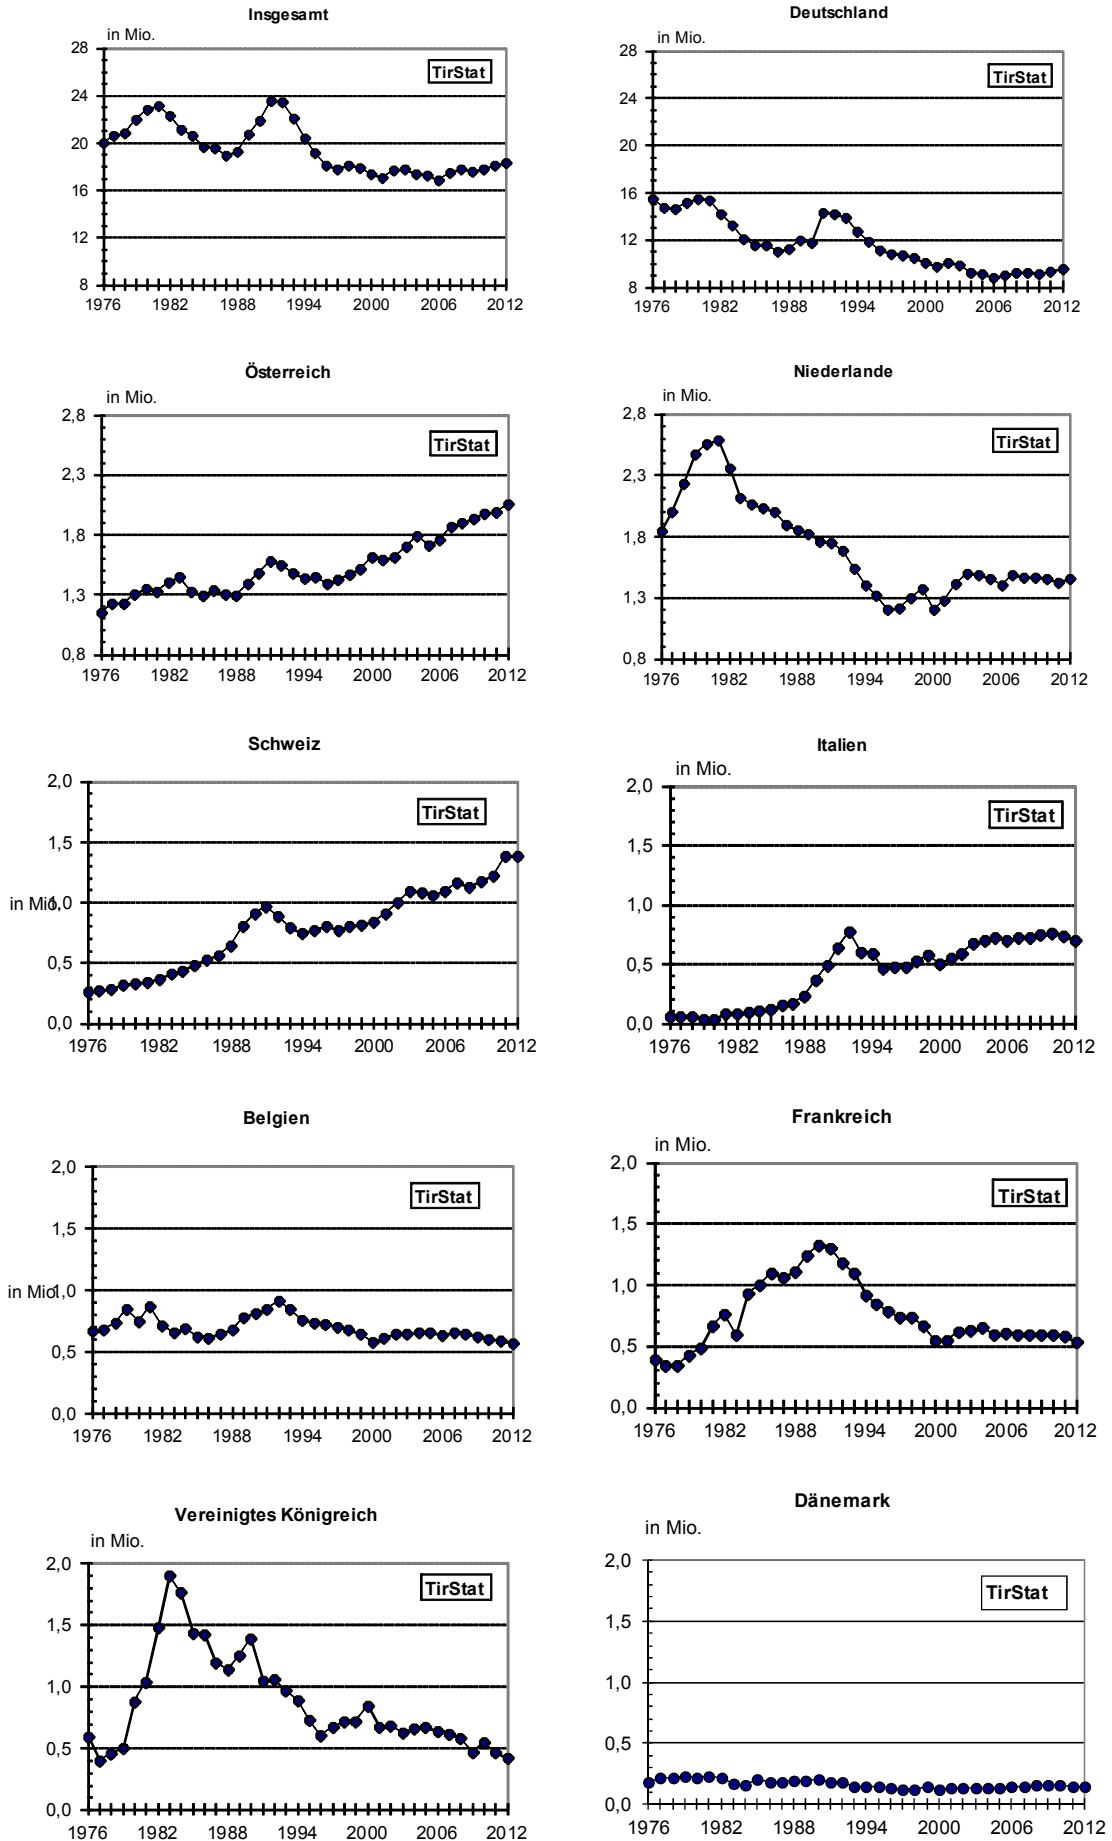 Insgesamt
in Mio.
28
24
20
16
12
8
TirStat
1976 1982 1988 1994 2000 2006 2012
Deutschland
in Mio.
28
24
20
16
12
8
TirStat
1976 1982 1988 1994 2000 2006 2012
Österreich
in Mio.
2,8
2,3
1,8
1,3
0,8
TirStat
1976 1982 1988 1994 2000 2006 2012
Niederlande
in Mio.
2,8
2,3
1,8
1,3
0,8
TirStat
1976 1982 1988 1994 2000 2006 2012
Schweiz
2,0
1,5
in Mio.
1,0
0,5
0,0
TirStat
1976 1982 1988 1994 2000 2006 2012
Italien
in Mio.
2,0
1,5
1,0
0,5
0,0
TirStat
1976 1982 1988 1994 2000 2006 2012
Belgien
2,0
1,5
in Mio.
1,0
0,5
0,0
TirStat
1976 1982 1988 1994 2000 2006 2012
Frankreich
in Mio.
2,0
1,5
1,0
0,5
0,0
TirStat
1976 1982 1988 1994 2000 2006 2012
Vereinigtes Königreich
in Mio.
2,0
1,5
1,0
0,5
0,0
TirStat
1976 1982 1988 1994 2000 2006 2012
Dänemark
in Mio.
2,0
1,5
1,0
0,5
0,0
TirStat
1976 1982 1988 1994 2000 2006 2012